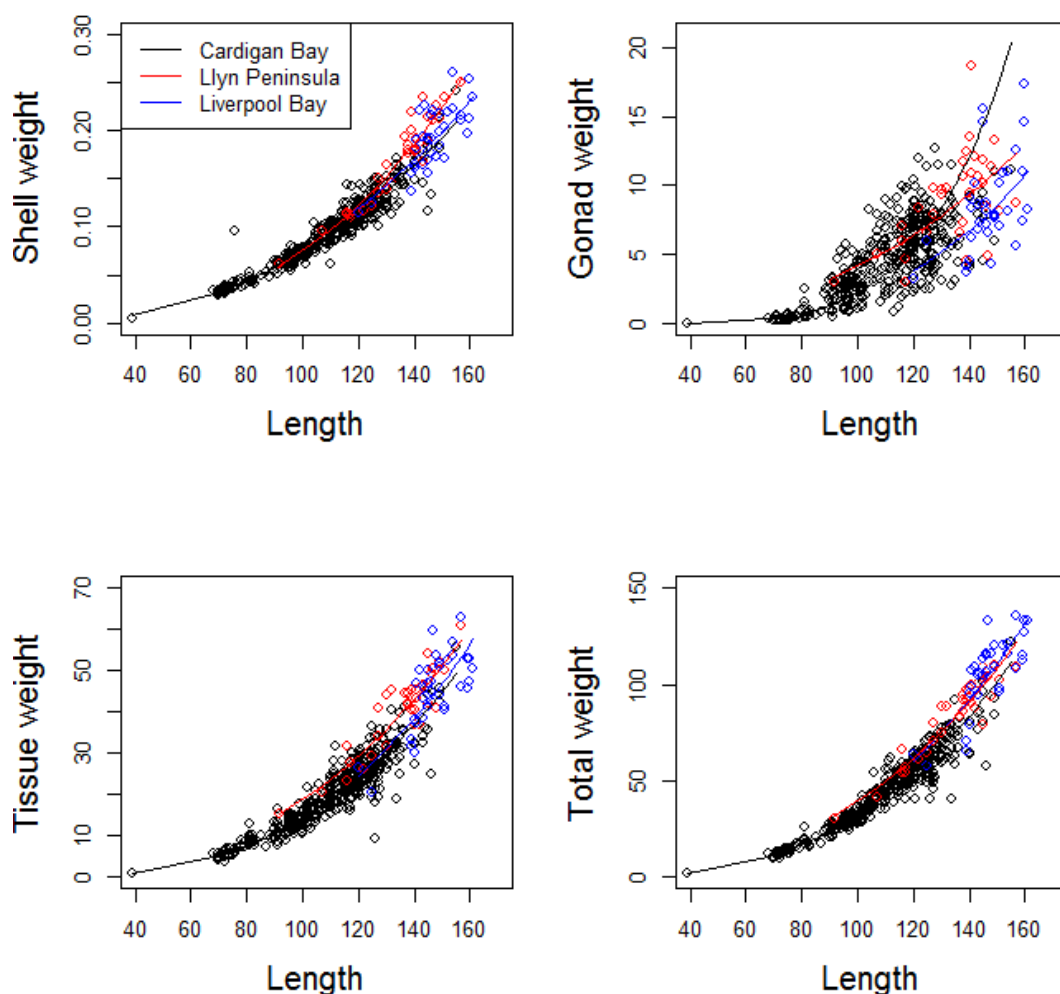 Shell weight
0.00 0.10 0.20 0.30
Cardigan Bay
Llyn Peninsula
Liverpool Bay
40 60 80 100 120 140 160
Length
Gonad weight
0 5 10 15 20
40 60 80 100 120 140 160
Length
Tissue weight
0 10 30 50 70
40 60 80 100 120 140 160
Length
Total weight
0 50 100 150
40 60 80 100 120 140 160
Length